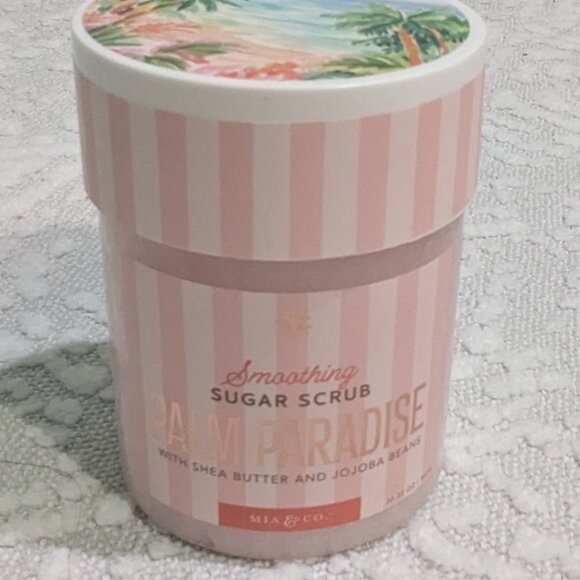 Smoothing
SUGAR SCRUB
PALM PARADISE
WITH SHEA BUTTER AND JOJOBA BEANS
MIA & CO.